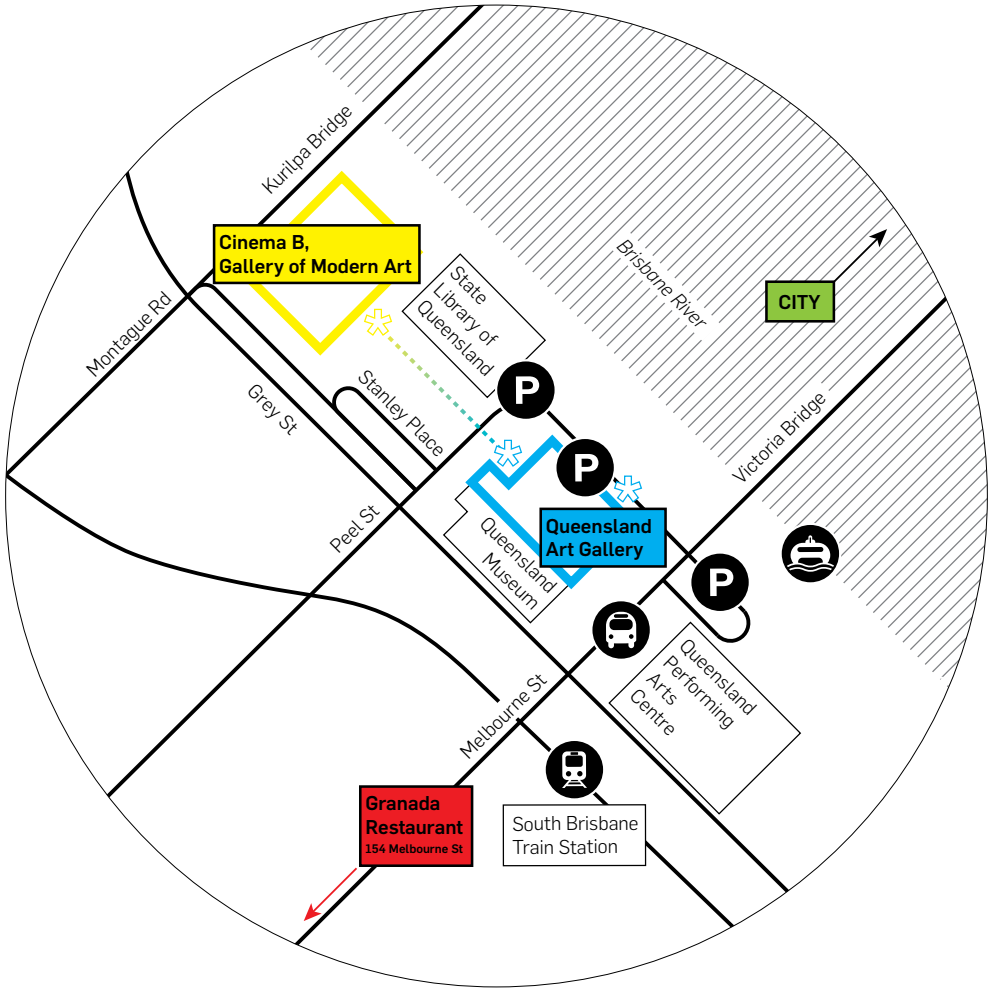 Kurilpa Bridge
Cinema B,
Gallery of Modern Art
State
Library of
Queensland
Brisbane River
CITY
Montague Rd
Grey St
Stanley Place
P
Victoria Bridge
P
Peel St
Queensland
Museum
Queensland
Art Gallery
P
Queensland
Performing
Arts
Centre
Melbourne St
Granada
Restaurant
154 Melbourne St
South Brisbane
Train Station